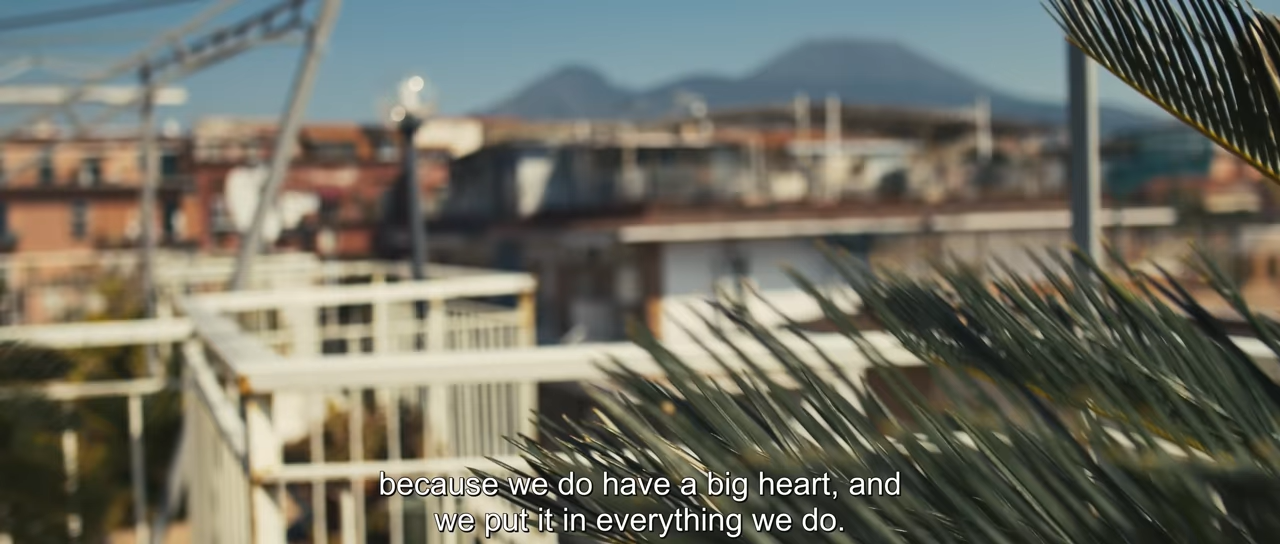 because we do have a big heart, and
we put it in everything we do.